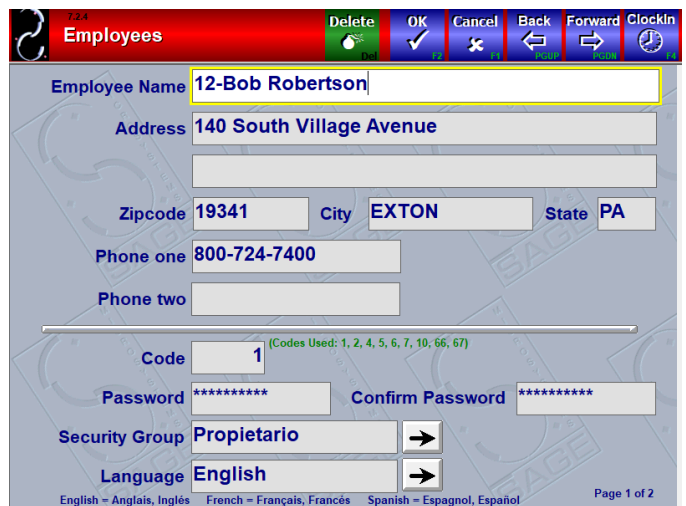 7.2.4
Employees
Delete Del
OK F2
Cancel F1
Back PGUP
Forward PGDN
ClockIn F4
Employee Name 12-Bob Robertson
Address 140 South Village Avenue
Zipcode 19341 City EXTON State PA
Phone one 800-724-7400
Phone two
Code 1 (Codes Used: 1, 2, 4, 5, 6, 7, 10, 66, 67)
Password ********** Confirm Password **********
Security Group Propietario
Language English
English = Anglais, Inglés French = Français, Francés Spanish = Espagnol, Español Page 1 of 2
SAGE